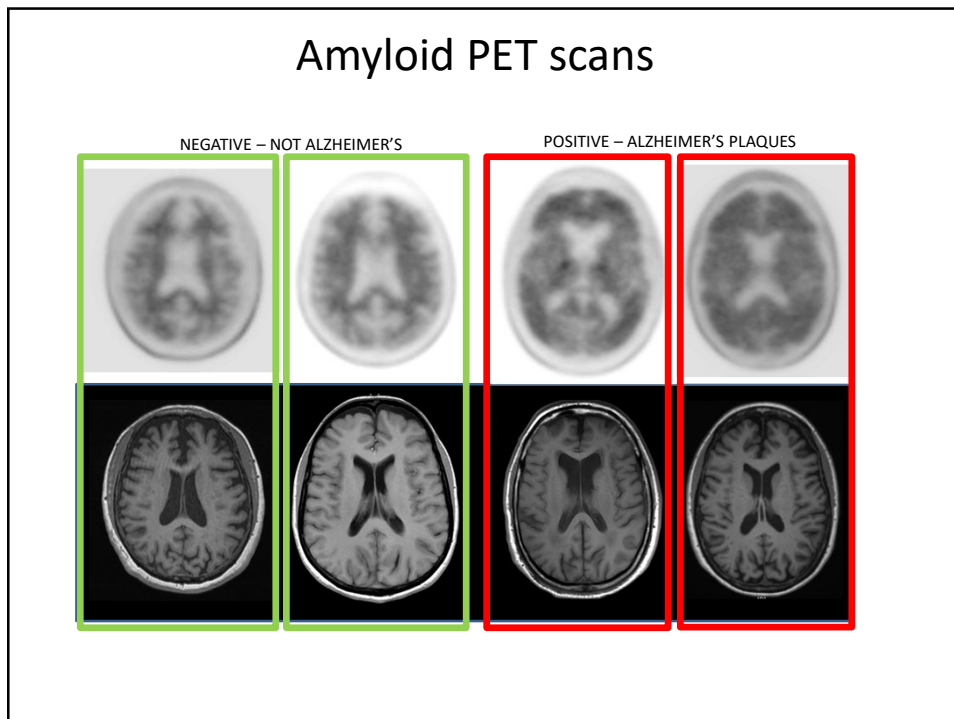 Amyloid PET scans
NEGATIVE – NOT ALZHEIMER'S
POSITIVE – ALZHEIMER'S PLAQUES